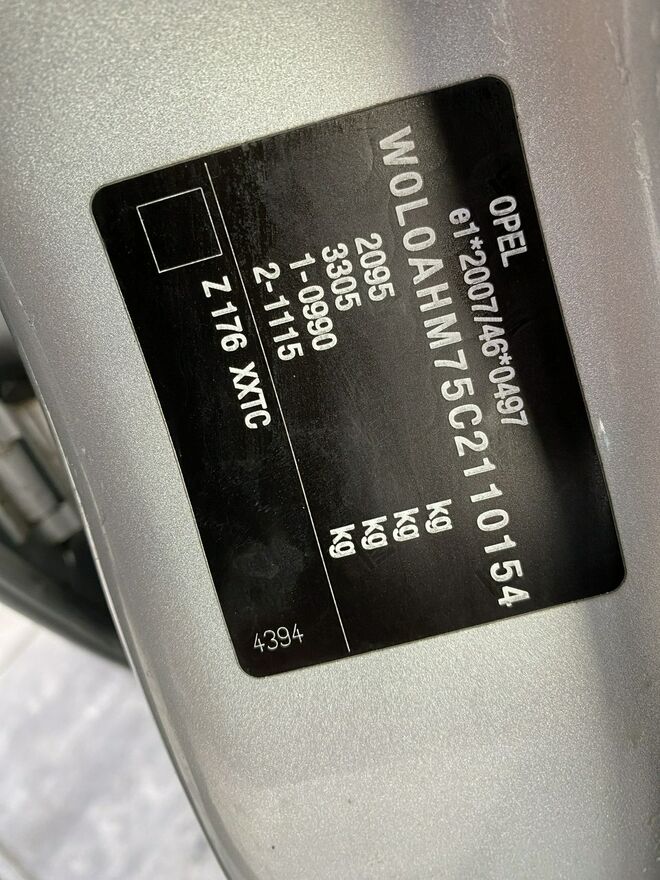 OPEL
e1*2007/46*0497
W0L0AHM75C2110154
2095 kg
3305 kg
1-0990 kg
2-1115 kg
Z 176 XXTC
4394